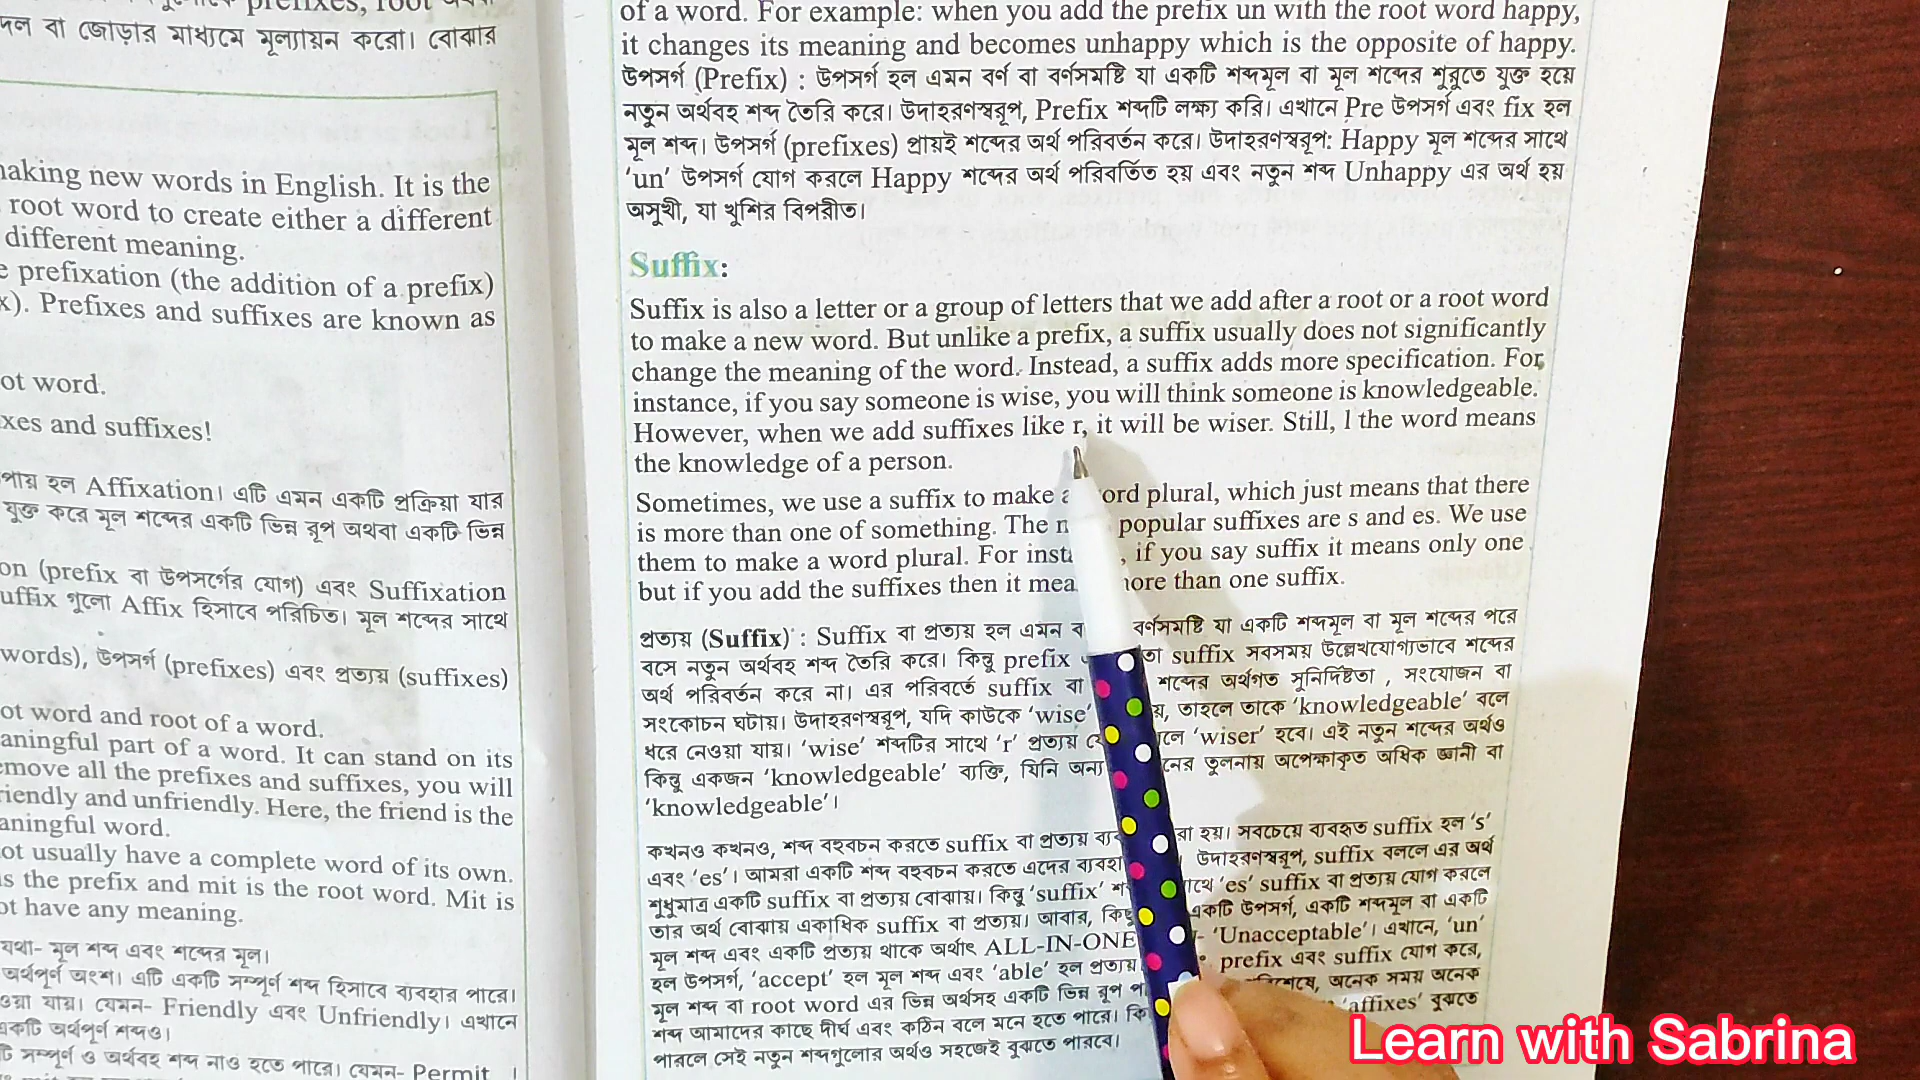 prefixes, root
দল বা জোড়ার মাধ্যমে মূল্যায়ন করো। বোঝার
making new words in English. It is the
root word to create either a different
different meaning.
prefixation (the addition of a prefix)
x). Prefixes and suffixes are known as
ot word.
xes and suffixes!
পায় হল Affixation। এটি এমন একটি প্রক্রিয়া যার
যুক্ত করে মূল শব্দের একটি ভিন্ন রূপ অথবা একটি ভিন্ন
on (prefix বা উপসর্গের যোগ) এবং Suffixation
uffix গুলো Affix হিসাবে পরিচিত। মূল শব্দের সাথে
words), উপসর্গ (prefixes) এবং প্রত্যয় (suffixes)
ot word and root of a word.
aningful part of a word. It can stand on its
move all the prefixes and suffixes, you will
riendly and unfriendly. Here, the friend is the
aningful word.
ot usually have a complete word of its own.
s the prefix and mit is the root word. Mit is
ot have any meaning.
যথা- মূল শব্দ এবং শব্দের মূল।
অর্থপূর্ণ অংশ। এটি একটি সম্পূর্ণ শব্দ হিসাবে ব্যবহার পারে।
ওয়া যায়। যেমন- Friendly এবং Unfriendly। এখানে
একটি অর্থপূর্ণ শব্দও।
টি সম্পূর্ণ ও অর্থবহ শব্দ নাও হতে পারে। যেমন- Permit
of a word. For example: when you add the prefix un with the root word happy,
it changes its meaning and becomes unhappy which is the opposite of happy.
উপসর্গ (Prefix) : উপসর্গ হল এমন বর্ণ বা বর্ণসমষ্টি যা একটি শব্দমূল বা মূল শব্দের শুরুতে যুক্ত হয়ে
নতুন অর্থবহ শব্দ তৈরি করে। উদাহরণস্বরূপ, Prefix শব্দটি লক্ষ্য করি। এখানে Pre উপসর্গ এবং fix হল
মূল শব্দ। উপসর্গ (prefixes) প্রায়ই শব্দের অর্থ পরিবর্তন করে। উদাহরণস্বরূপ: Happy মূল শব্দের সাথে
‘un’ উপসর্গ যোগ করলে Happy শব্দের অর্থ পরিবর্তিত হয় এবং নতুন শব্দ Unhappy এর অর্থ হয়
অসুখী, যা খুশির বিপরীত।
Suffix:
Suffix is also a letter or a group of letters that we add after a root or a root word
to make a new word. But unlike a prefix, a suffix usually does not significantly
change the meaning of the word. Instead, a suffix adds more specification. For
instance, if you say someone is wise, you will think someone is knowledgeable.
However, when we add suffixes like r, it will be wiser. Still, l the word means
the knowledge of a person.
Sometimes, we use a suffix to make a word plural, which just means that there
is more than one of something. The popular suffixes are s and es. We use
them to make a word plural. For inst , if you say suffix it means only one
but if you add the suffixes then it mea more than one suffix.
প্রত্যয় (Suffix) : Suffix বা প্রত্যয় হল এমন ব বর্ণসমষ্টি যা একটি শব্দমূল বা মূল শব্দের পরে
বসে নতুন অর্থবহ শব্দ তৈরি করে। কিন্তু prefix তো suffix সবসময় উল্লেখযোগ্যভাবে শব্দের
অর্থ পরিবর্তন করে না। এর পরিবর্তে suffix বা শব্দের অর্থগত সুনির্দিষ্টতা , সংযোজন বা
সংকোচন ঘটায়। উদাহরণস্বরূপ, যদি কাউকে ‘wise’ য়, তাহলে তাকে ‘knowledgeable’ বলে
ধরে নেওয়া যায়। ‘wise’ শব্দটির সাথে ‘r’ প্রত্যয় লে ‘wiser’ হবে। এই নতুন শব্দের অর্থও
কিন্তু একজন ‘knowledgeable’ ব্যক্তি, যিনি অন্য নের তুলনায় অপেক্ষাকৃত অধিক জ্ঞানী বা
‘knowledgeable’।
কখনও কখনও, শব্দ বহুবচন করতে suffix বা প্রত্যয় ব্যব রা হয়। সবচেয়ে ব্যবহৃত suffix হল ‘s’
এবং ‘es’। আমরা একটি শব্দ বহুবচন করতে এদের ব্যবহা উদাহরণস্বরূপ, suffix বললে এর অর্থ
শুধুমাত্র একটি suffix বা প্রত্যয় বোঝায়। কিন্তু ‘suffix’ শ াথে ‘es’ suffix বা প্রত্যয় যোগ করলে
তার অর্থ বোঝায় একাধিক suffix বা প্রত্যয়। আবার, কিছু একটি উপসর্গ, একটি শব্দমূল বা একটি
মূল শব্দ এবং একটি প্রত্যয় থাকে অর্থাৎ ALL-IN-ONE - ‘Unacceptable’। এখানে, ‘un’
হল উপসর্গ, ‘accept’ হল মূল শব্দ এবং ‘able’ হল প্রত্যয় prefix এবং suffix যোগ করে,
মূল শব্দ বা root word এর ভিন্ন অর্থসহ একটি ভিন্ন রূপ প অনেক সময় অনেক
শব্দ আমাদের কাছে দীর্ঘ এবং কঠিন বলে মনে হতে পারে। কি ‘affixes’ বুঝতে
পারলে সেই নতুন শব্দগুলোর অর্থও সহজেই বুঝতে পারবে।
Learn with Sabrina